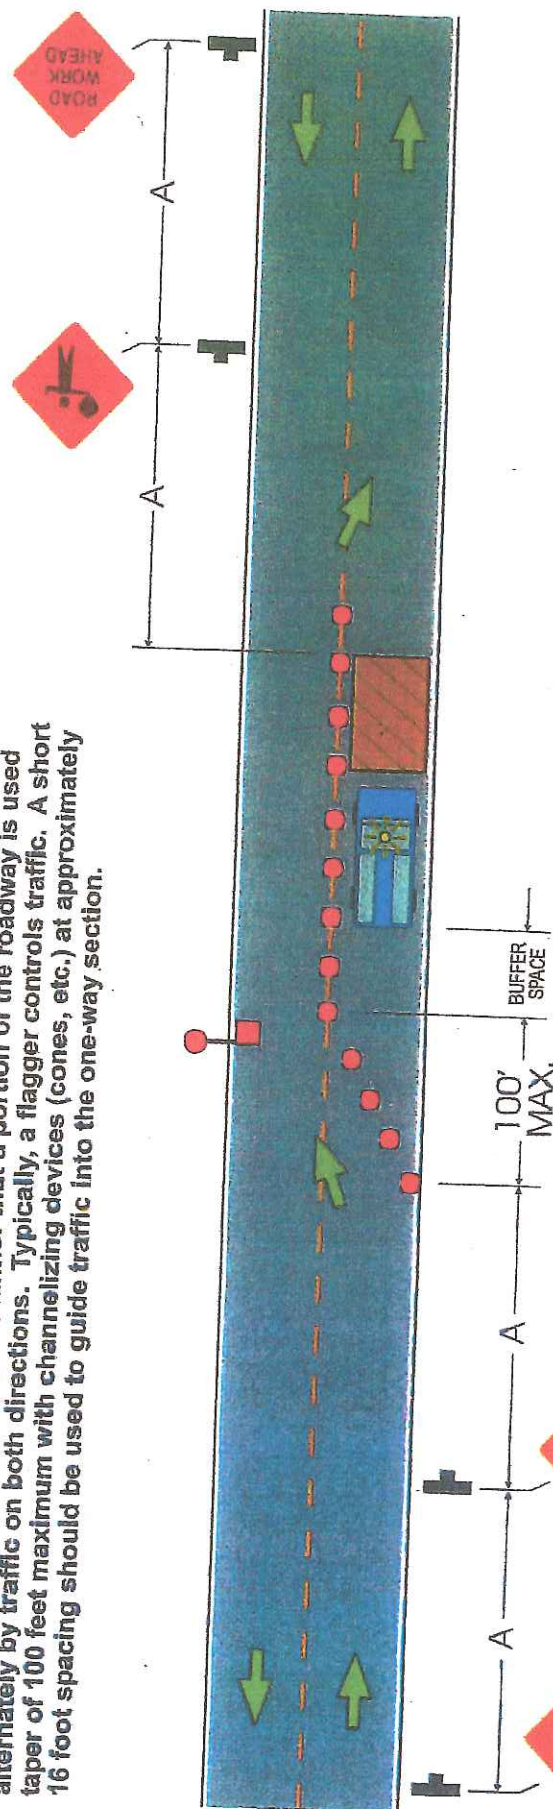 alternately by traffic on both directions. Typically, a flagger controls traffic. A short
taper of 100 feet maximum with channelizing devices (cones, etc.) at approximately
16 foot spacing should be used to guide traffic into the one-way section.
ROAD
WORK
AHEAD
A
A
A
A
100'
MAX.
BUFFER
SPACE